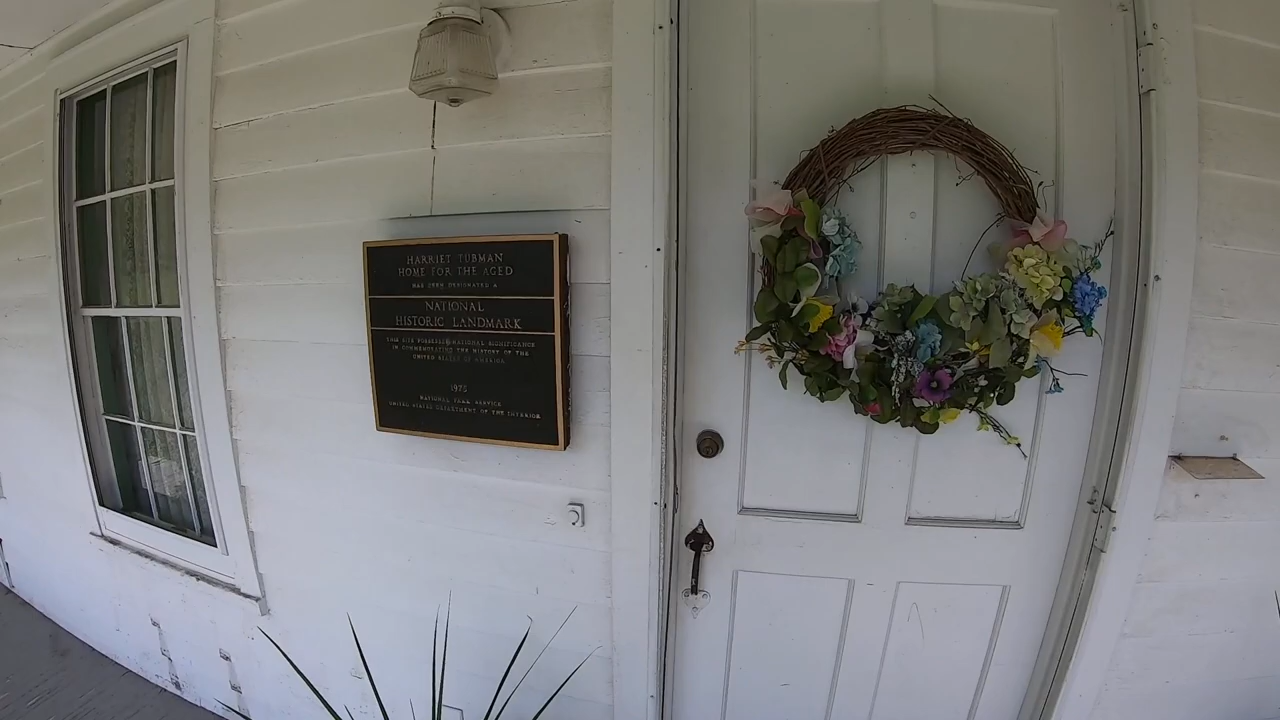 HARRIET TUBMAN
HOME FOR THE AGED
HAS BEEN DESIGNATED A
NATIONAL
HISTORIC LANDMARK
THIS SITE POSSESSES NATIONAL SIGNIFICANCE
IN COMMEMORATING THE HISTORY OF THE
UNITED STATES OF AMERICA
1975
NATIONAL PARK SERVICE
UNITED STATES DEPARTMENT OF THE INTERIOR